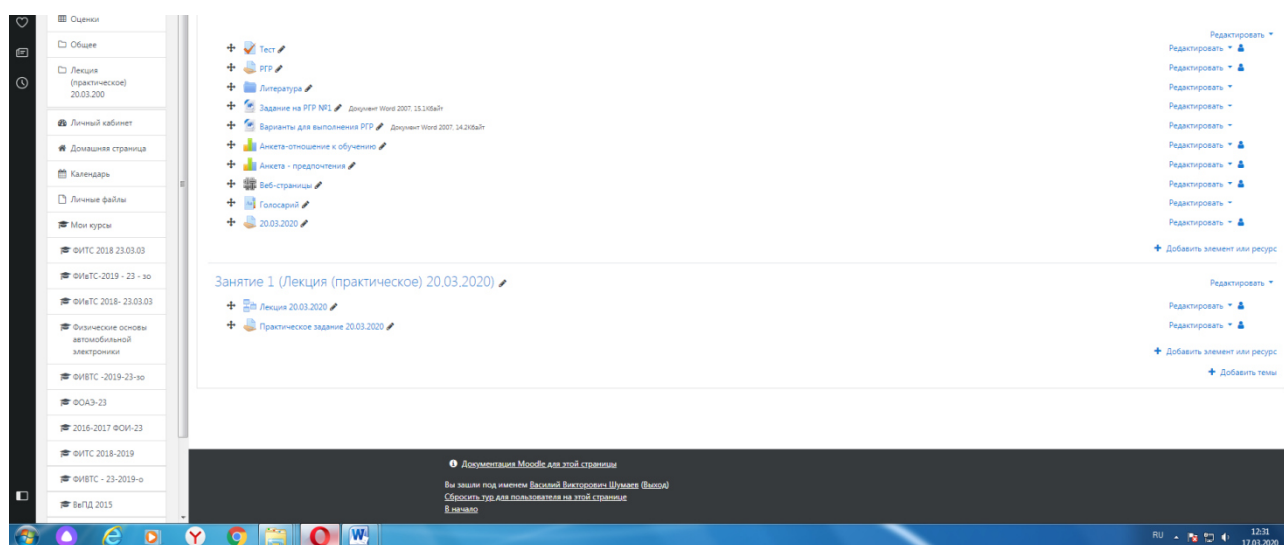 Оценки
Общее
Лекция
(практическое)
20.03.200
Личный кабинет
Домашняя страница
Календарь
Личные файлы
Мои курсы
ФИТС 2018 23.03.03
ФИвТС-2019 - 23 - зо
ФИвТС 2018- 23.03.03
Физические основы
автомобильной
электроники
ФИВТС -2019-23-зо
ФОАЭ-23
2016-2017 ФОИ-23
ФИТС 2018-2019
ФИВТС - 23-2019-о
ВвПД 2015
Редактировать
Тест
Редактировать
РГР
Редактировать
Литература
Редактировать
Задание на РГР №1 Документ Word 2007, 15.1Кбайт
Редактировать
Варианты для выполнения РГР Документ Word 2007, 14.2Кбайт
Редактировать
Анкета-отношение к обучению
Редактировать
Анкета - предпочтения
Редактировать
Веб-страницы
Редактировать
Голосарий
Редактировать
20.03.2020
Редактировать
Добавить элемент или ресурс
Занятие 1 (Лекция (практическое) 20.03.2020)
Редактировать
Лекция 20.03.2020
Редактировать
Практическое задание 20.03.2020
Редактировать
Добавить элемент или ресурс
Добавить темы
Документация Moodle для этой страницы
Вы зашли под именем Василий Викторович Шумаев (Выход)
Сбросить тур для пользователя на этой странице
В начало
RU
12:31
17.03.2020